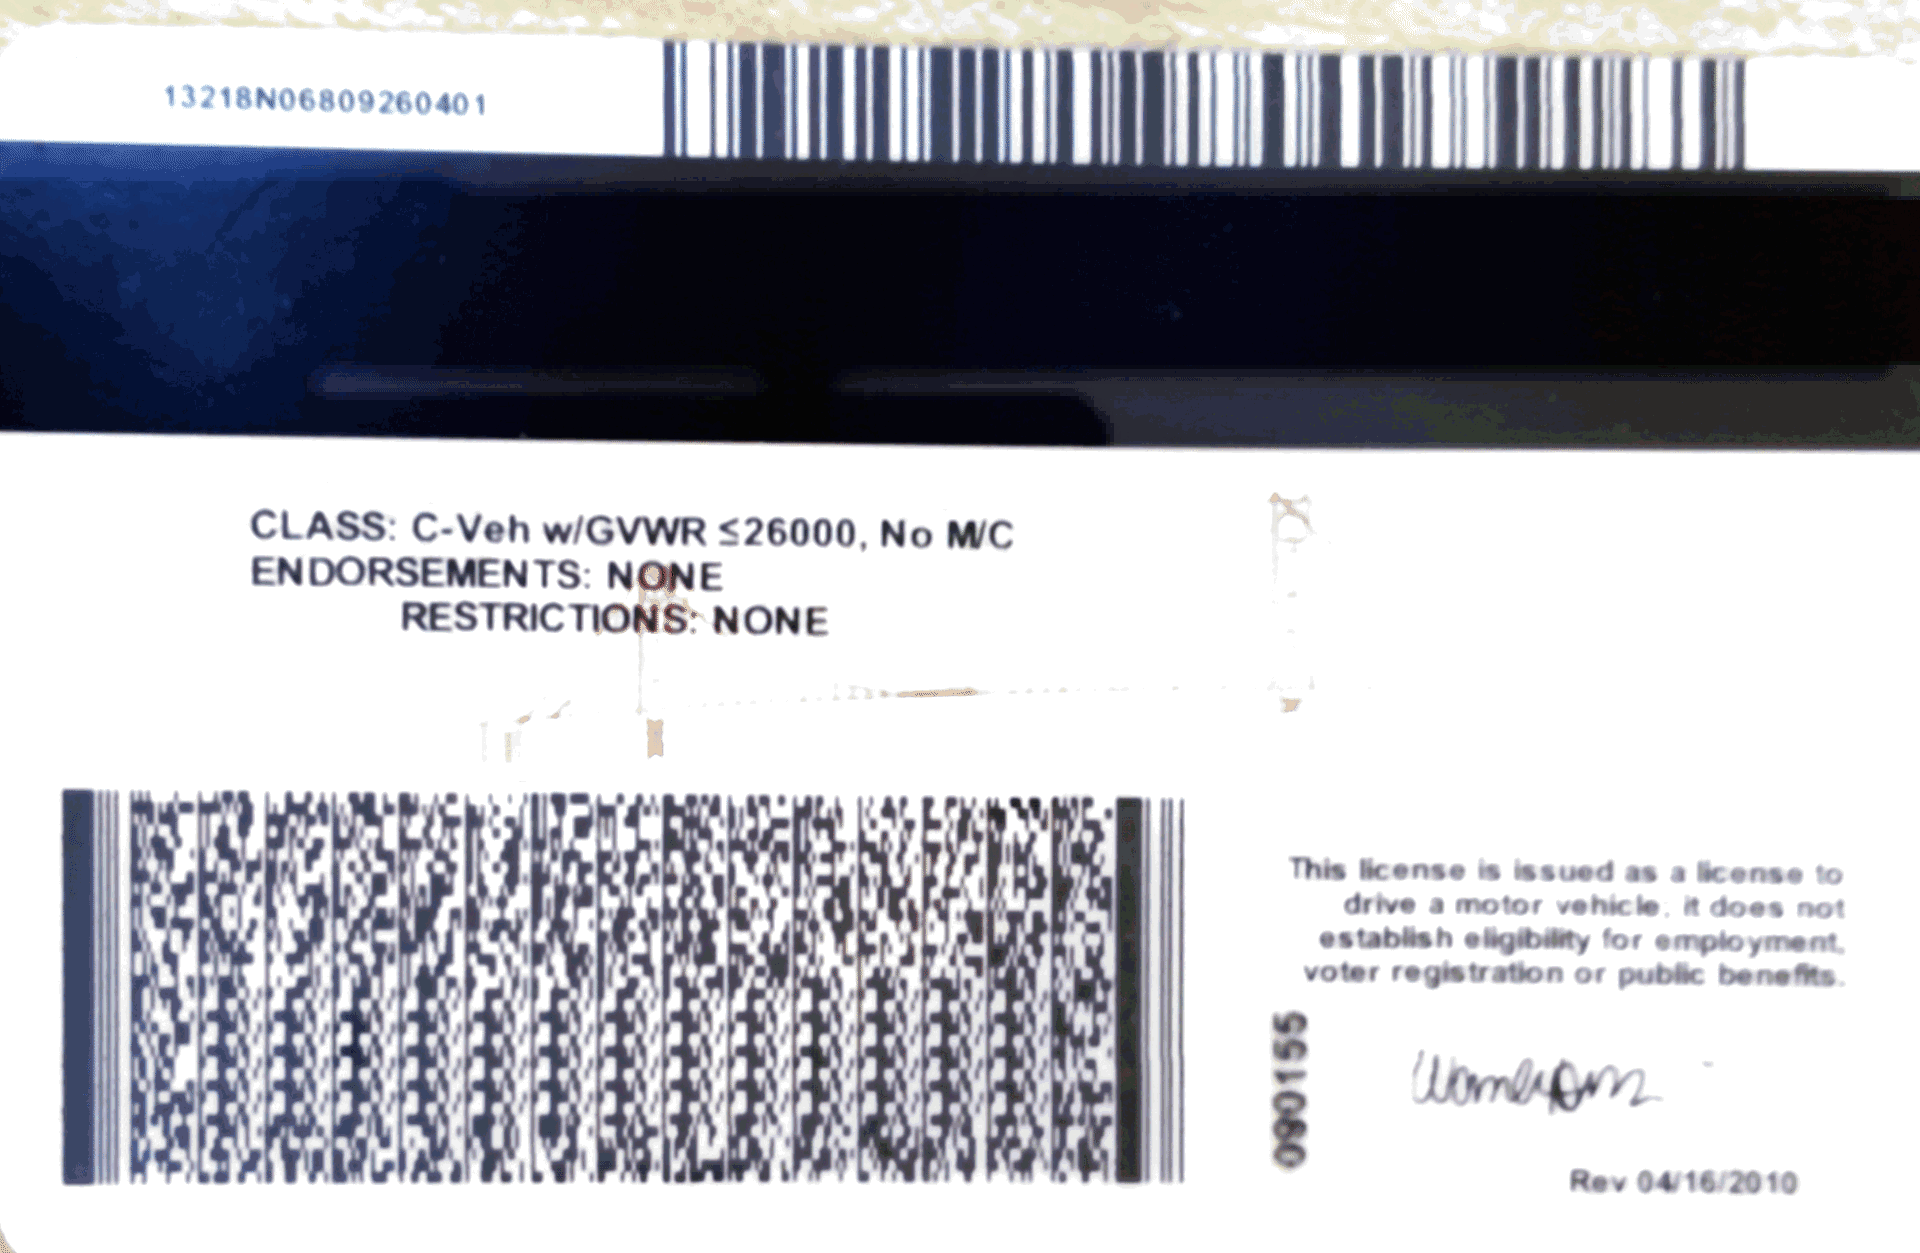 13218N06809260401
CLASS: C-Veh w/GVWR ≤26000, No M/C
ENDORSEMENTS: NONE
RESTRICTIONS: NONE
This license is issued as a license to
drive a motor vehicle; it does not
establish eligibility for employment,
voter registration or public benefits.
090155
Rev 04/16/2010